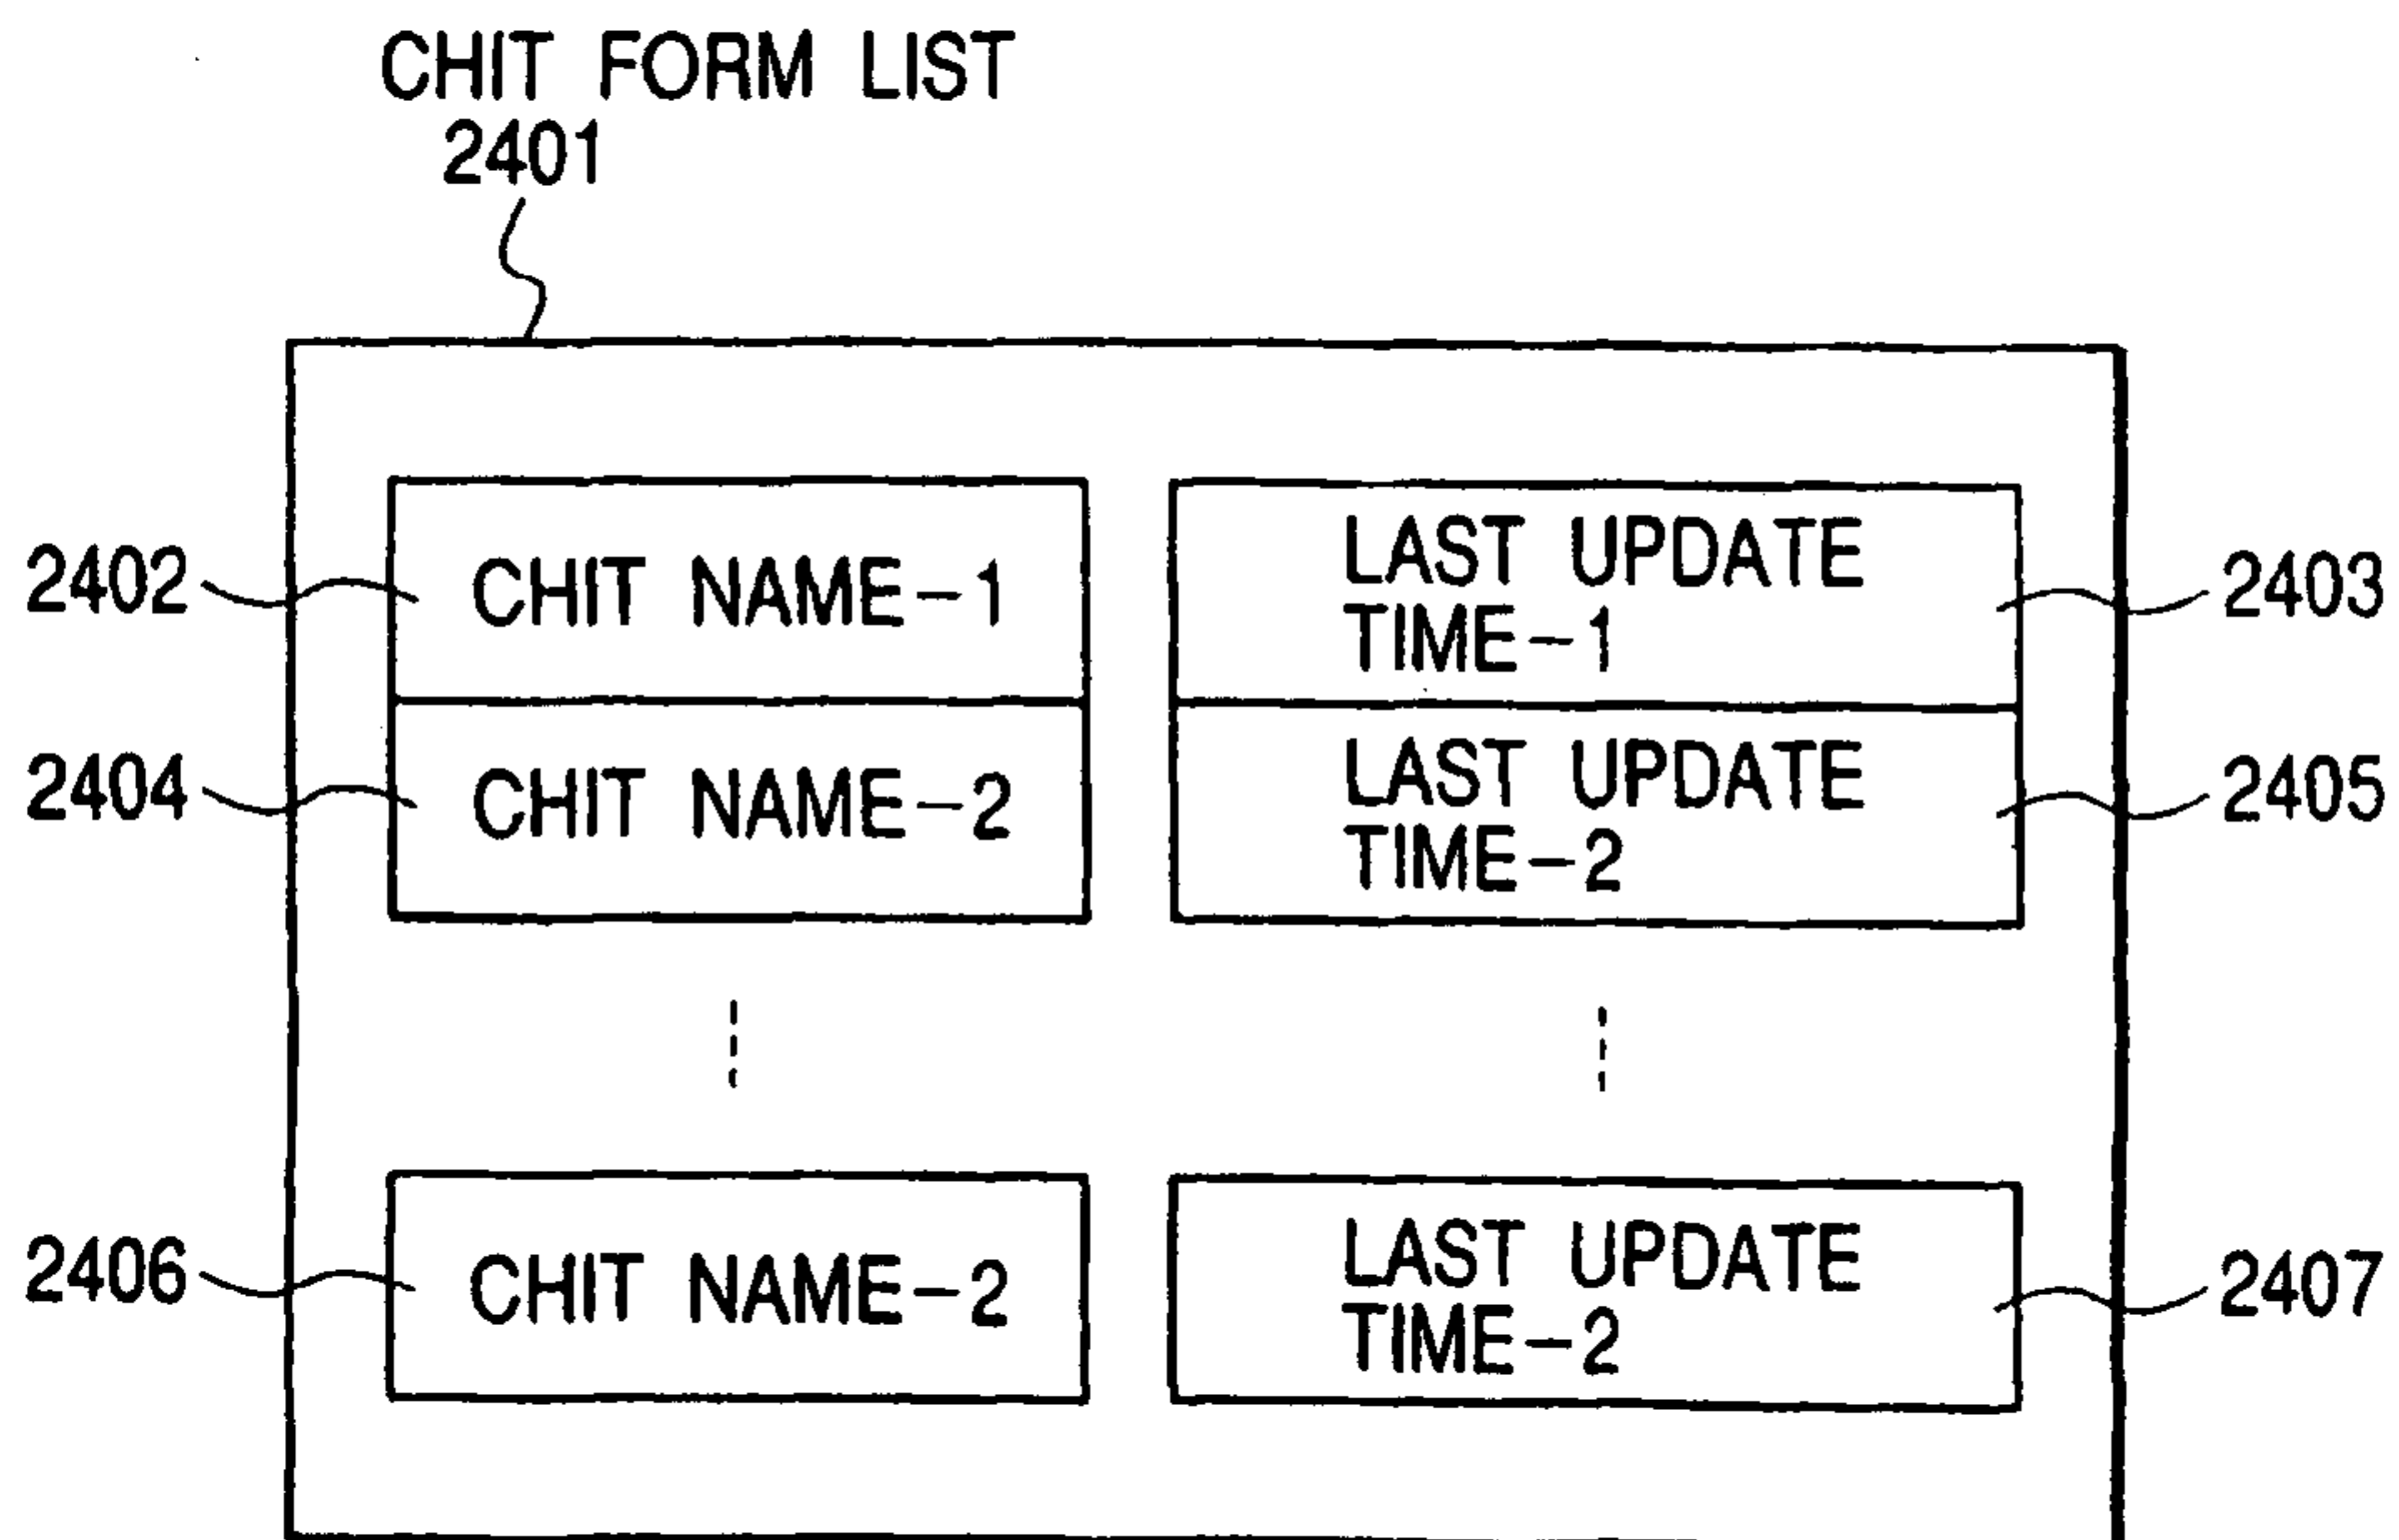 CHIT FORM LIST
2401
2402
CHIT NAME-1
LAST UPDATE
TIME-1
2403
2404
CHIT NAME-2
LAST UPDATE
TIME-2
2405
2406
CHIT NAME-2
LAST UPDATE
TIME-2
2407